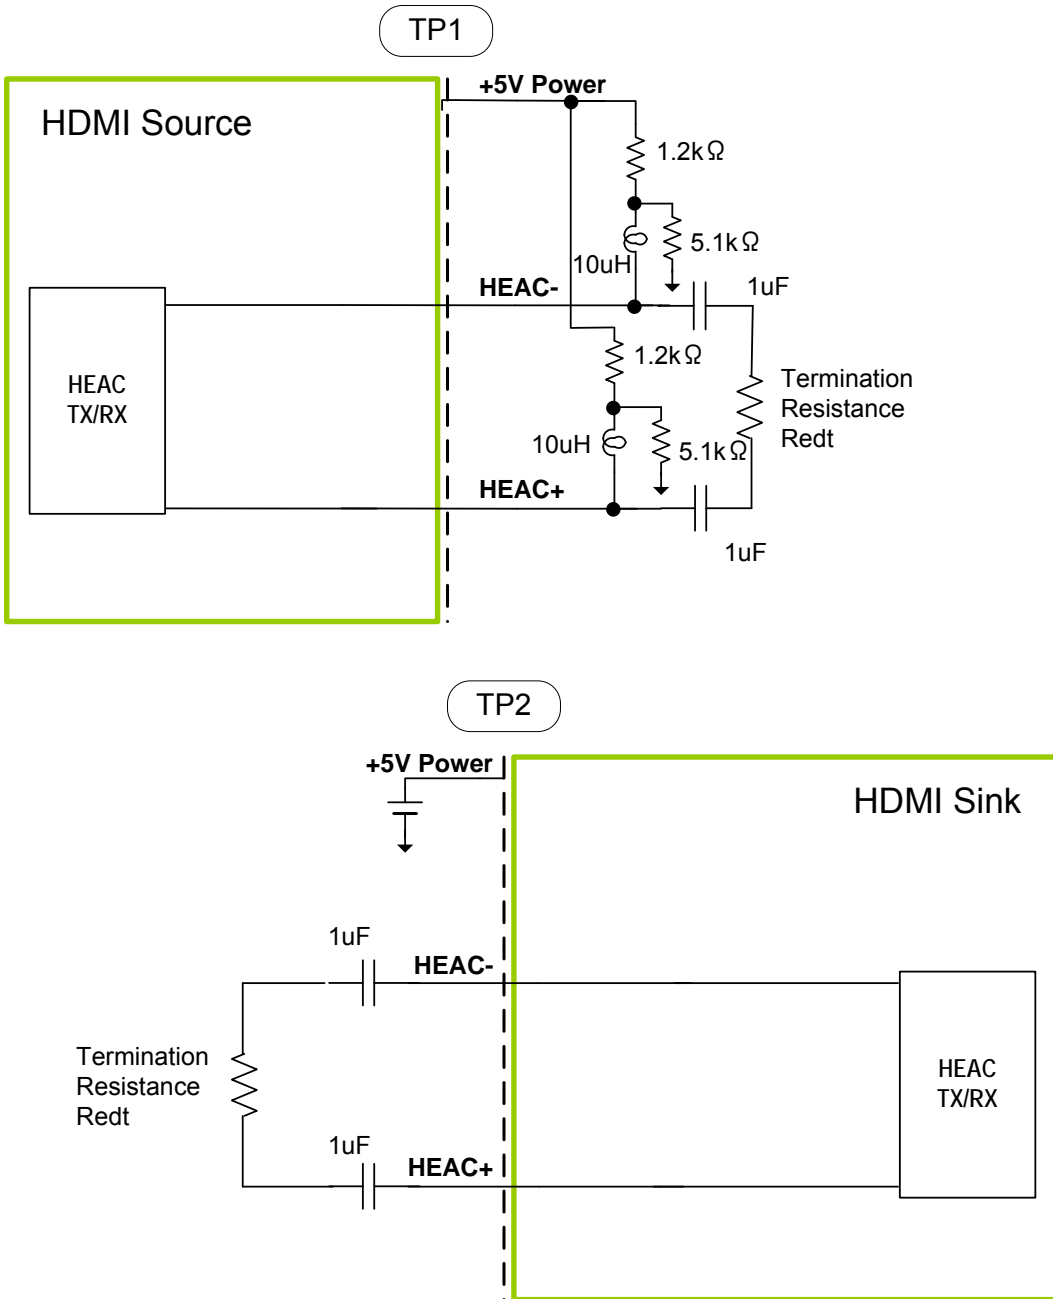 TP1
+5V Power
HDMI Source
1.2kΩ
5.1kΩ
10uH
HEAC-
1uF
1.2kΩ
HEAC
TX/RX
Termination
Resistance
Redt
10uH
5.1kΩ
HEAC+
1uF
TP2
+5V Power
HDMI Sink
1uF
HEAC-
Termination
Resistance
Redt
HEAC
TX/RX
1uF
HEAC+